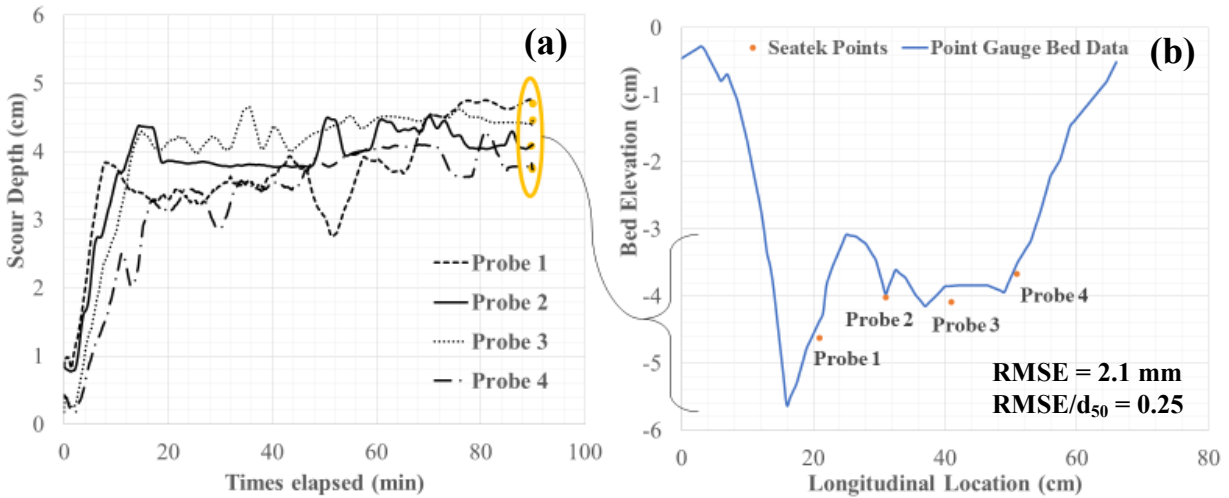 (a)
Scour Depth (cm)
6
5
4
3
2
1
0
Probe 1
Probe 2
Probe 3
Probe 4
0 20 40 60 80 100
Times elapsed (min)
(b)
Seatek Points Point Gauge Bed Data
Bed Elevation (cm)
0
-1
-2
-3
-4
-5
-6
Probe 1
Probe 2
Probe 3
Probe 4
RMSE = 2.1 mm
RMSE/d₅₀ = 0.25
0 20 40 60 80
Longitudinal Location (cm)